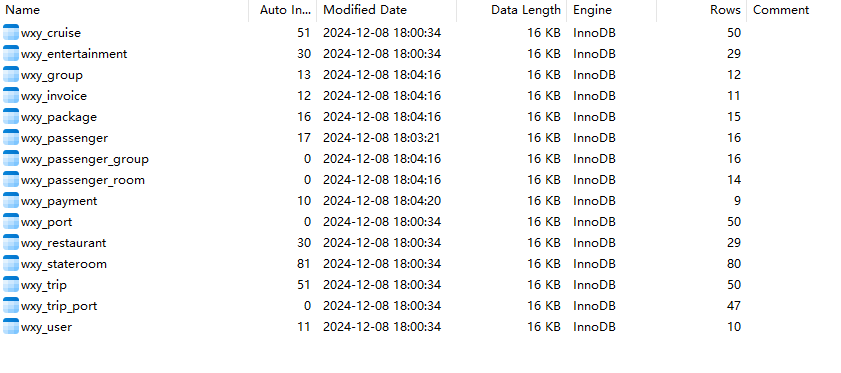 Name Auto In... Modified Date Data Length Engine Rows Comment
wxy_cruise 51 2024-12-08 18:00:34 16 KB InnoDB 50
wxy_entertainment 30 2024-12-08 18:00:34 16 KB InnoDB 29
wxy_group 13 2024-12-08 18:04:16 16 KB InnoDB 12
wxy_invoice 12 2024-12-08 18:04:16 16 KB InnoDB 11
wxy_package 16 2024-12-08 18:04:16 16 KB InnoDB 15
wxy_passenger 17 2024-12-08 18:03:21 16 KB InnoDB 16
wxy_passenger_group 0 2024-12-08 18:04:16 16 KB InnoDB 16
wxy_passenger_room 0 2024-12-08 18:04:16 16 KB InnoDB 14
wxy_payment 10 2024-12-08 18:04:20 16 KB InnoDB 9
wxy_port 0 2024-12-08 18:00:34 16 KB InnoDB 50
wxy_restaurant 30 2024-12-08 18:00:34 16 KB InnoDB 29
wxy_stateroom 81 2024-12-08 18:00:34 16 KB InnoDB 80
wxy_trip 51 2024-12-08 18:00:34 16 KB InnoDB 50
wxy_trip_port 0 2024-12-08 18:00:34 16 KB InnoDB 47
wxy_user 11 2024-12-08 18:00:34 16 KB InnoDB 10